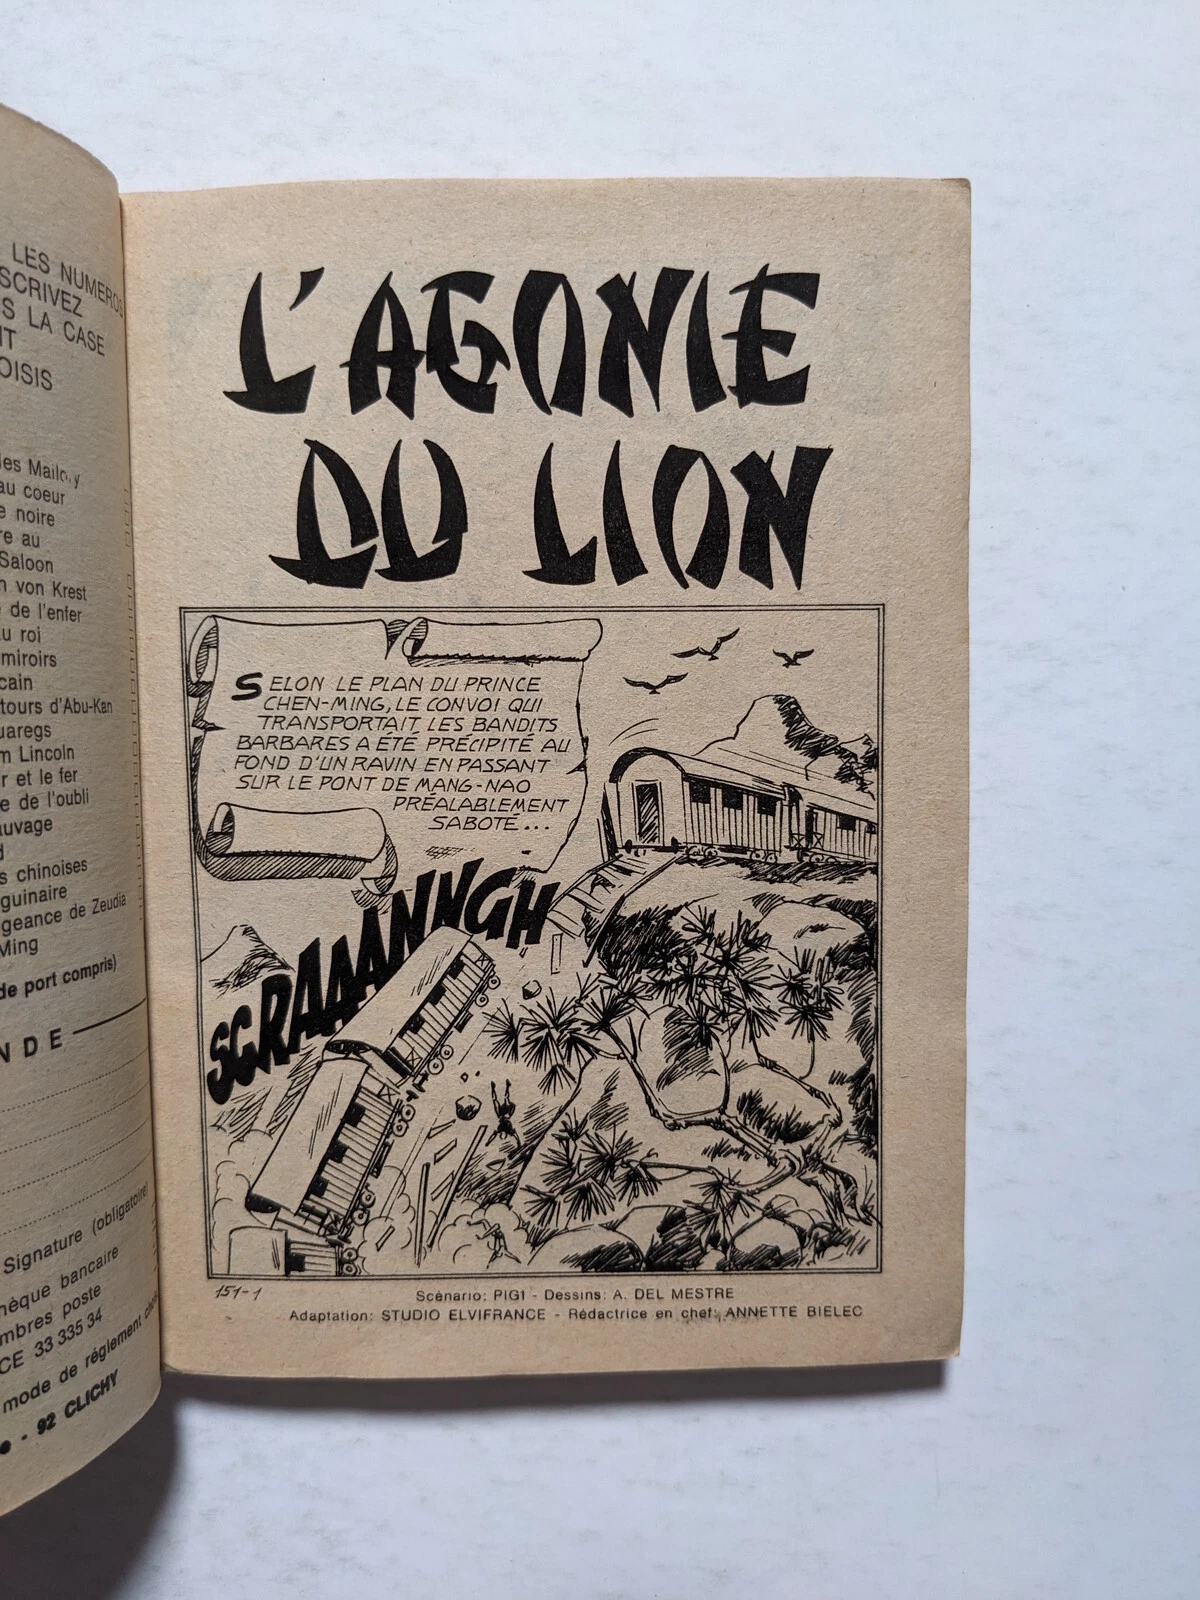 LES NUMEROS
SCRIVEZ
S LA CASE
NT
OISIS
les
au coeur
e noire
re au
Saloon
n von Krest
e de l'enfer
u roi
miroirs
cain
tours d'Abu-Kan
uaregs
m Lincoln
r et le fer
e de l'oubli
auvage
d
s chinoises
guinaire
geance de Zeudia
Ming
de port compris)
NDE
Signature (obligatoire)
hèque bancaire
mbres poste
CE 33 335 34
mode de réglement
- 92 CLICHY
L'AGONIE
DU LION
SELON LE PLAN DU PRINCE
CHEN-MING, LE CONVOI QUI
TRANSPORTAIT LES BANDITS
BARBARES A ÉTÉ PRÉCIPITÉ AU
FOND D'UN RAVIN EN PASSANT
SUR LE PONT DE MANG-NAO
PRÉALABLEMENT
SABOTÉ...
SCRAAANNGH
151-1
Scénario: PIGI - Dessins: A. DEL MESTRE
Adaptation: STUDIO ELVIFRANCE - Rédactrice en chef: ANNETTE BIELEC